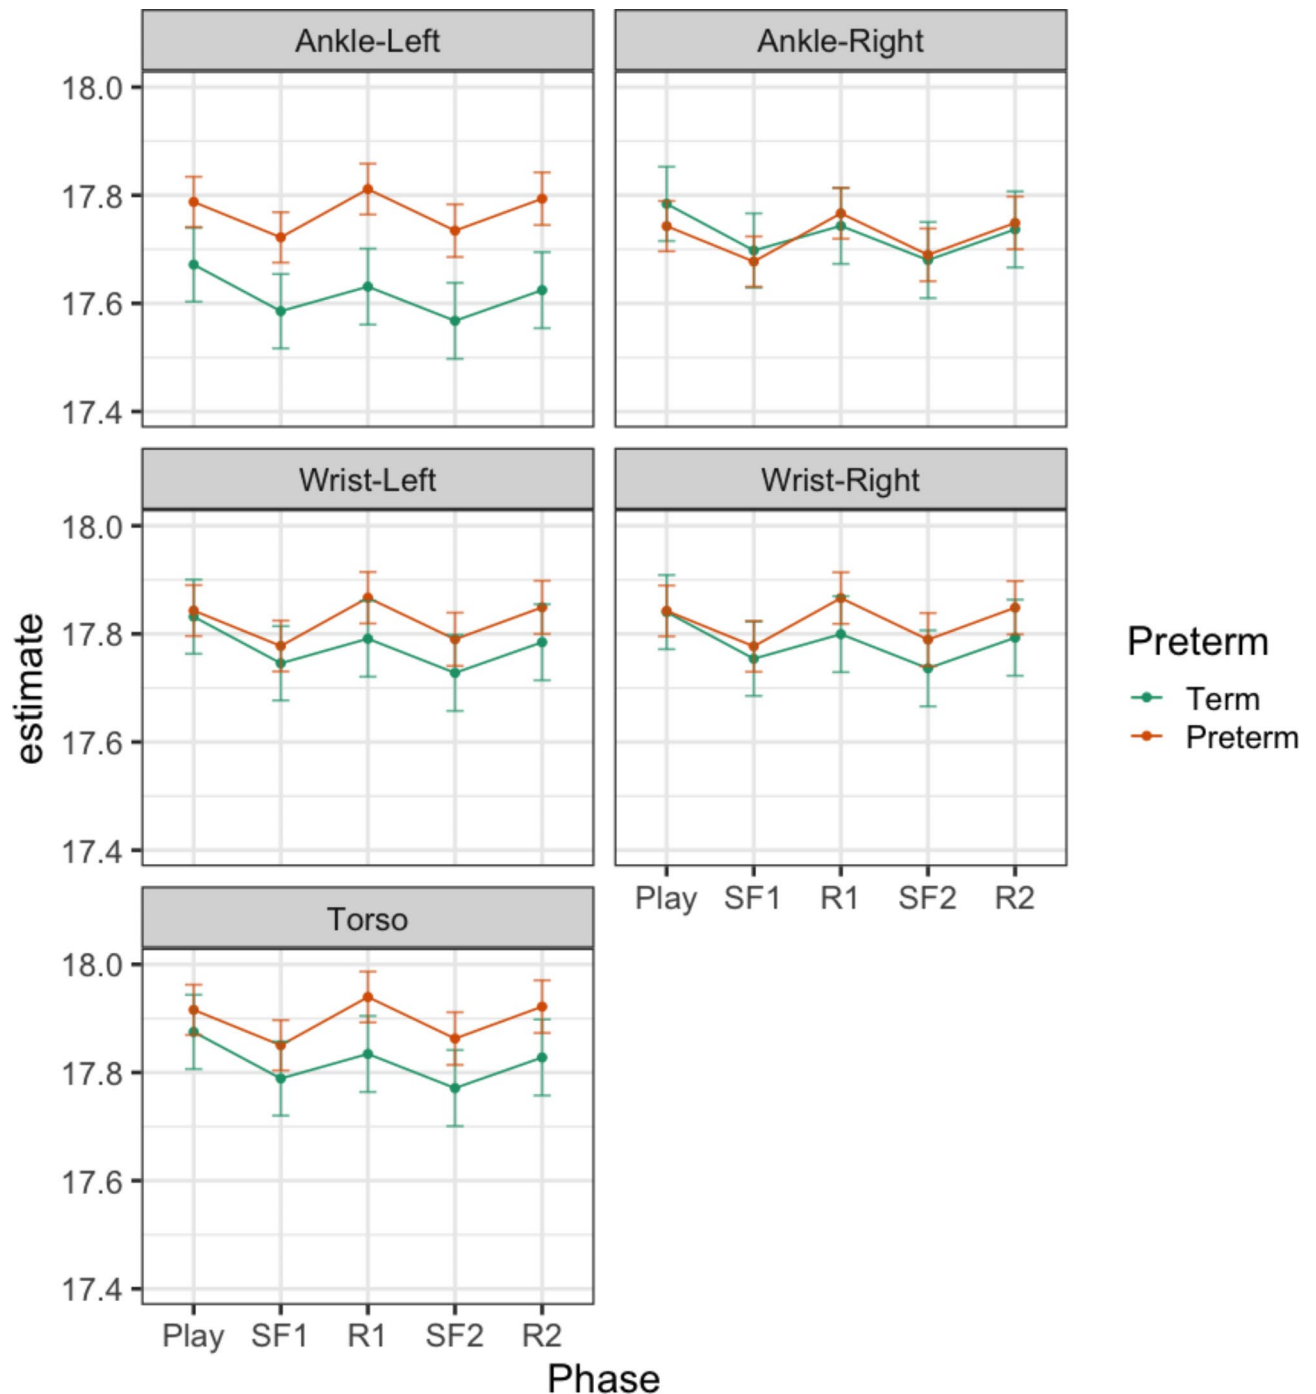 Ankle-Left
Ankle-Right
18.0
17.8
17.6
17.4
Wrist-Left
Wrist-Right
18.0
17.8
17.6
17.4
Play SF1 R1 SF2 R2
Torso
18.0
17.8
17.6
17.4
Play SF1 R1 SF2 R2
Phase
estimate
Preterm
Term
Preterm